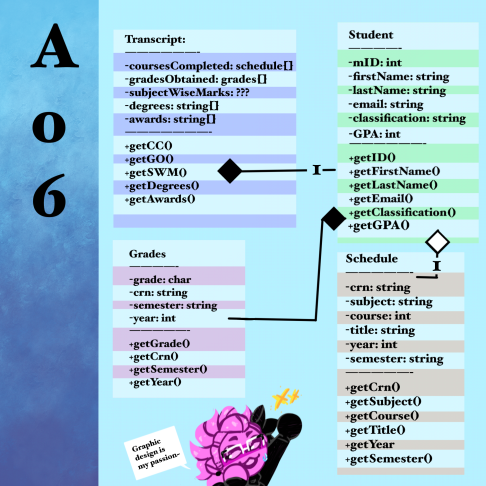 A
o
6
Transcript:
——————-
-coursesCompleted: schedule[]
-gradesObtained: grades[]
-subjectWiseMarks: ???
-degrees: string[]
-awards: string[]
————————-
+getCC()
+getGO()
+getSWM()
+getDegrees()
+getAwards()
1
Student
—————-
-mID: int
-firstName: string
-lastName: string
-email: string
-classification: string
-GPA: int
———————-
+getID()
+getFirstName()
+getLastName()
+getEmail()
+getClassification()
+getGPA()
1
Grades
—————-
-grade: char
-crn: string
-semester: string
-year: int
——————-
+getGrade()
+getCrn()
+getSemester()
+getYear()
Schedule
——————-
-crn: string
-subject: string
-course: int
-title: string
-year: int
-semester: string
——————-
+getCrn()
+getSubject()
+getCourse()
+getTitle()
+getYear
+getSemester()
Graphic
design is
my passion-